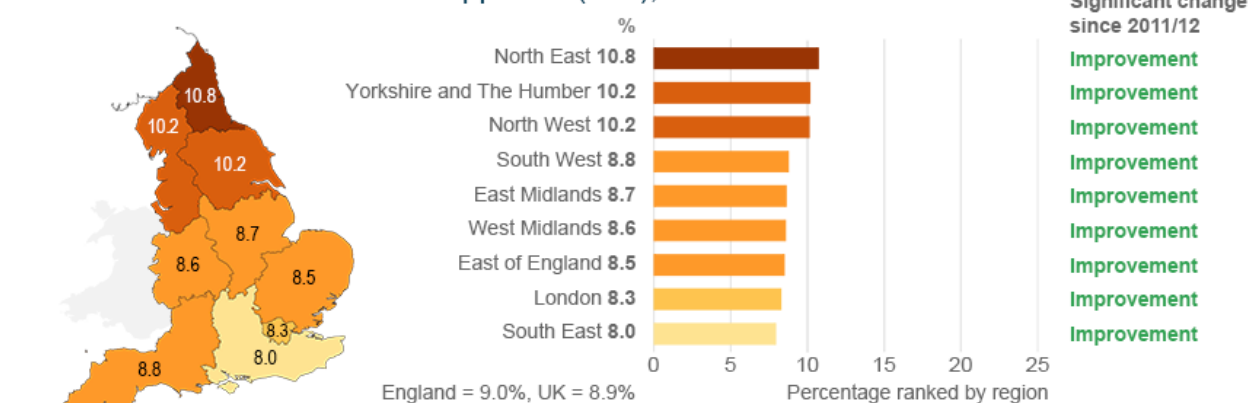 Significant change
since 2011/12
%
North East 10.8 Improvement
Yorkshire and The Humber 10.2 Improvement
North West 10.2 Improvement
South West 8.8 Improvement
East Midlands 8.7 Improvement
West Midlands 8.6 Improvement
East of England 8.5 Improvement
London 8.3 Improvement
South East 8.0 Improvement
0 5 10 15 20 25
England = 9.0%, UK = 8.9% Percentage ranked by region
10.8
10.2
10.2
8.7
8.6
8.5
8.3
8.0
8.8